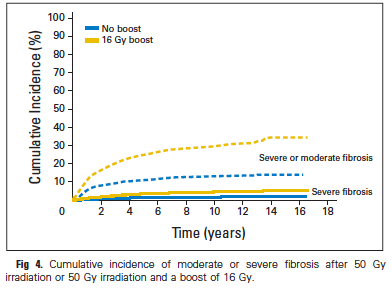 Cumulative Incidence (%)
100
90
80
70
60
50
40
30
20
10
No boost
16 Gy boost
Severe or moderate fibrosis
Severe fibrosis
0 2 4 6 8 10 12 14 16 18
Time (years)
Fig 4. Cumulative incidence of moderate or severe fibrosis after 50 Gy
irradiation or 50 Gy irradiation and a boost of 16 Gy.